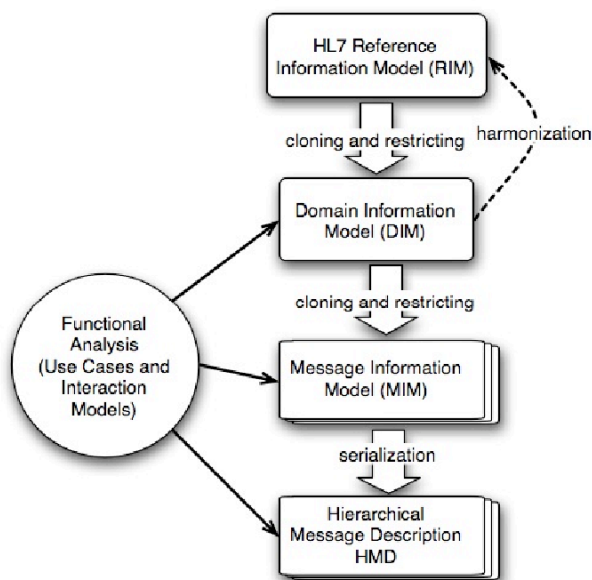 HL7 Reference
Information Model (RIM)
cloning and restricting
harmonization
Domain Information
Model (DIM)
cloning and restricting
Functional
Analysis
(Use Cases and
Interaction
Models)
Message Information
Model (MIM)
serialization
Hierarchical
Message Description
HMD